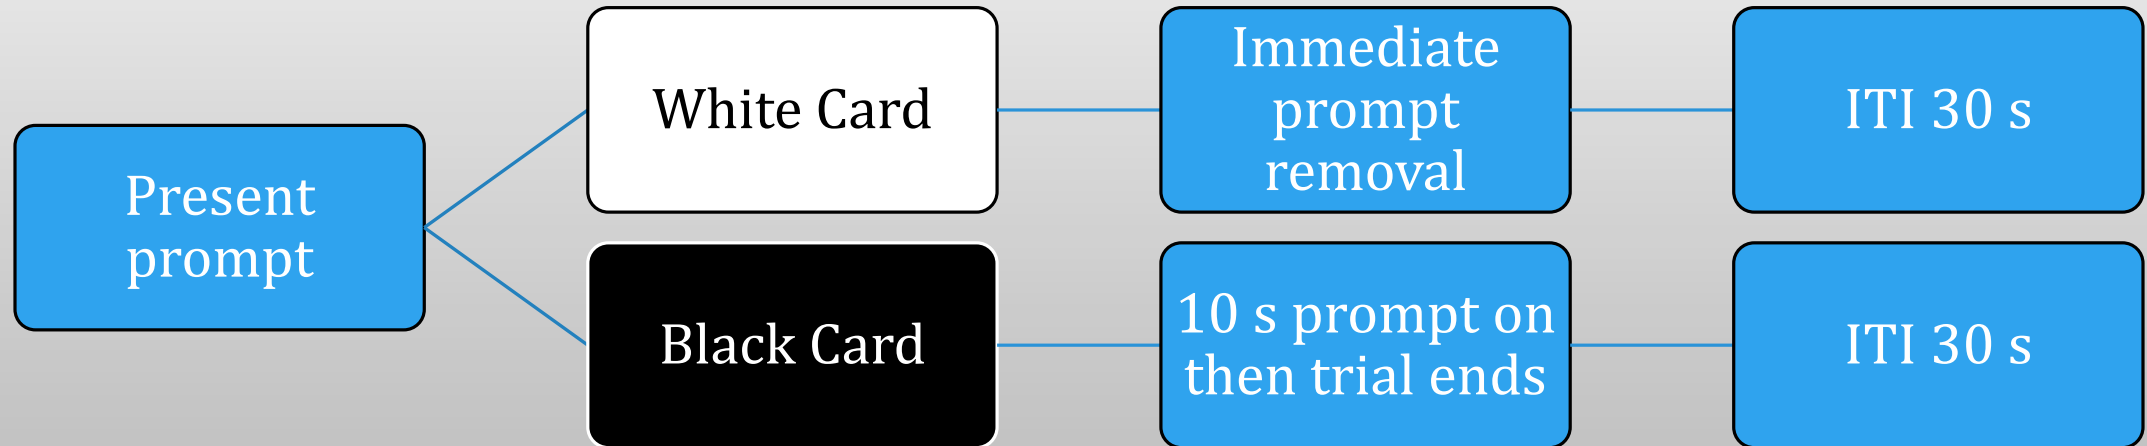 Present
prompt
White Card
Immediate
prompt
removal
ITI 30 s
Black Card
10 s prompt on
then trial ends
ITI 30 s